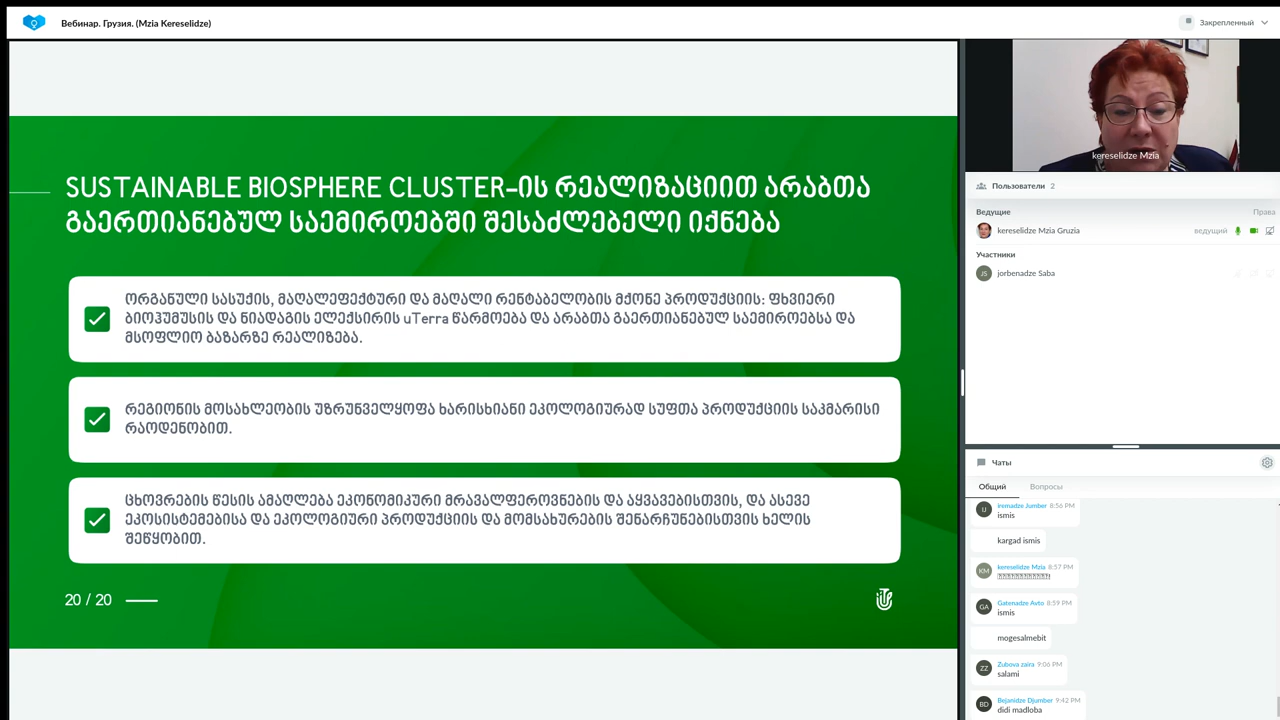 Вебинар. Грузия. (Mzia Kereselidze)
Закрепленный
SUSTAINABLE BIOSPHERE CLUSTER-ის რეალიზაციით არაბთა
გაერთიანებულ საემიროებში შესაძლებელი იქნება
ორგანული სასუქის, მაღალეფექტური და მაღალი რენტაბელობის მქონე პროდუქციის: ფხვიერი
ბიოჰუმუსის და ნიადაგის ელექსირის uTerra წარმოება და არაბთა გაერთიანებულ საემიროებსა და
მსოფლიო ბაზარზე რეალიზება.
რეგიონის მოსახლეობის უზრუნველყოფა ხარისხიანი ეკოლოგიურად სუფთა პროდუქციის საკმარისი
რაოდენობით.
ცხოვრების წესის ამაღლება ეკონომიკური მრავალფეროვნების და აყვავებისთვის, და ასევე
ეკოსისტემებისა და ეკოლოგიური პროდუქციის და მომსახურების შენარჩუნებისთვის ხელის
შეწყობით.
20 / 20
kereselidze Mzia
Пользователи 2
Ведущие Права
kereselidze Mzia Gruzia ведущий
Участники
JS jorbenadze Saba
Чаты
Общий Вопросы
IJ iremadze Jumber 8:56 PM
ismis
kargad ismis
KM kereselidze Mzia 8:57 PM
GA Gatenadze Avto 8:59 PM
ismis
mogesalmebit
ZZ Zubova zaira 9:06 PM
salami
BD Bejanidze Djumber 9:42 PM
didi madloba